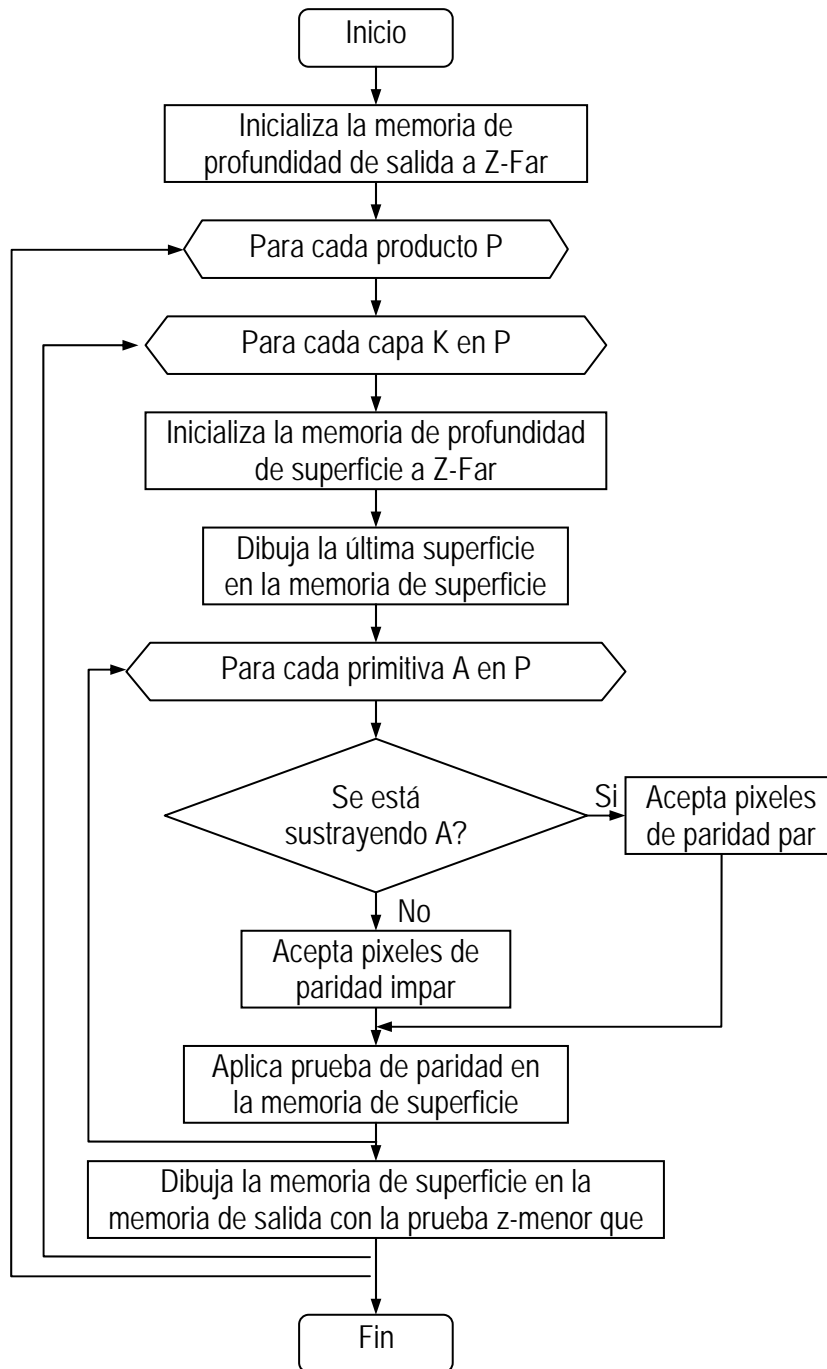 Inicio
Inicializa la memoria de
profundidad de salida a Z-Far
Para cada producto P
Para cada capa K en P
Inicializa la memoria de profundidad
de superficie a Z-Far
Dibuja la última superficie
en la memoria de superficie
Para cada primitiva A en P
Se está
sustrayendo A?
Si
Acepta pixeles
de paridad par
No
Acepta pixeles de
paridad impar
Aplica prueba de paridad en
la memoria de superficie
Dibuja la memoria de superficie en la
memoria de salida con la prueba z-menor que
Fin